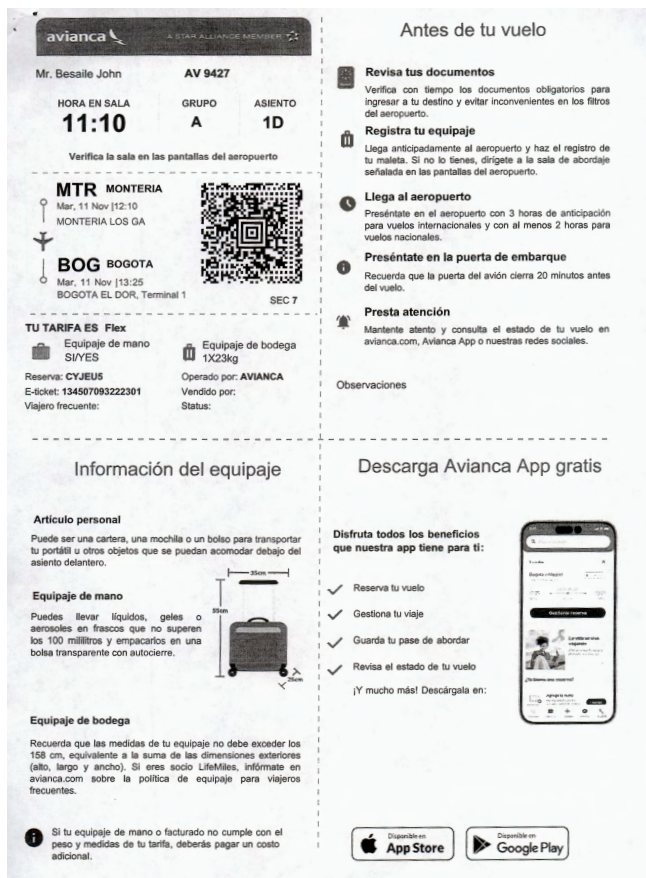 avianca
A STAR ALLIANCE MEMBER
Mr. Besaile John AV 9427
HORA EN SALA GRUPO ASIENTO
11:10 A 1D
Verifica la sala en las pantallas del aeropuerto
MTR MONTERIA
Mar, 11 Nov |12:10
MONTERIA LOS GA
BOG BOGOTA
Mar, 11 Nov |13:25
BOGOTA EL DOR, Terminal 1
SEC 7
TU TARIFA ES Flex
Equipaje de mano
SI/YES
Equipaje de bodega
1X23kg
Reserva: CYJEU5 Operado por: AVIANCA
E-ticket: 134507093222301 Vendido por:
Viajero frecuente: Status:
Antes de tu vuelo
Revisa tus documentos
Verifica con tiempo los documentos obligatorios para
ingresar a tu destino y evitar inconvenientes en los filtros
del aeropuerto.
Registra tu equipaje
Llega anticipadamente al aeropuerto y haz el registro de
tu maleta. Si no lo tienes, dirígete a la sala de abordaje
señalada en las pantallas del aeropuerto.
Llega al aeropuerto
Preséntate en el aeropuerto con 3 horas de anticipación
para vuelos internacionales y con al menos 2 horas para
vuelos nacionales.
Preséntate en la puerta de embarque
Recuerda que la puerta del avión cierra 20 minutos antes
del vuelo.
Presta atención
Mantente atento y consulta el estado de tu vuelo en
avianca.com, Avianca App o nuestras redes sociales.
Observaciones
Información del equipaje
Artículo personal
Puede ser una cartera, una mochila o un bolso para transportar
tu portátil u otros objetos que se puedan acomodar debajo del
asiento delantero.
Equipaje de mano
Puedes llevar líquidos, geles o
aerosoles en frascos que no superen
los 100 mililitros y empacarlos en una
bolsa transparente con autocierre.
35cm
55cm
25cm
Equipaje de bodega
Recuerda que las medidas de tu equipaje no debe exceder los
158 cm, equivalente a la suma de las dimensiones exteriores
(alto, largo y ancho). Si eres socio LifeMiles, infórmate en
avianca.com sobre la política de equipaje para viajeros
frecuentes.
Si tu equipaje de mano o facturado no cumple con el
peso y medidas de tu tarifa, deberás pagar un costo
adicional.
Descarga Avianca App gratis
Disfruta todos los beneficios
que nuestra app tiene para ti:
Reserva tu vuelo
Gestiona tu viaje
Guarda tu pase de abordar
Revisa el estado de tu vuelo
¡Y mucho más! Descárgala en:
Disponible en
App Store
Disponible en
Google Play